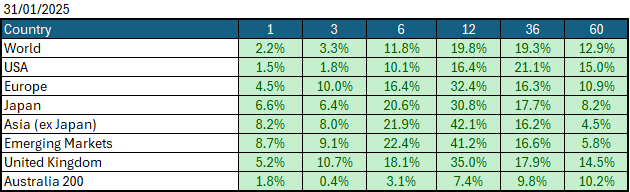 31/01/2025
Country 1 3 6 12 36 60
World 2.2% 3.3% 11.8% 19.8% 19.3% 12.9%
USA 1.5% 1.8% 10.1% 16.4% 21.1% 15.0%
Europe 4.5% 10.0% 16.4% 32.4% 16.3% 10.9%
Japan 6.6% 6.4% 20.6% 30.8% 17.7% 8.2%
Asia (ex Japan) 8.2% 8.0% 21.9% 42.1% 16.2% 4.5%
Emerging Markets 8.7% 9.1% 22.4% 41.2% 16.6% 5.8%
United Kingdom 5.2% 10.7% 18.1% 35.0% 17.9% 14.5%
Australia 200 1.8% 0.4% 3.1% 7.4% 9.8% 10.2%